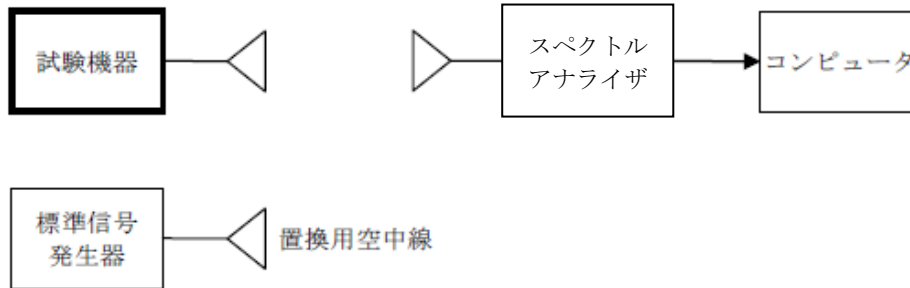 試験機器
スペクトル
アナライザ
コンピュータ
標準信号
発生器
置換用空中線